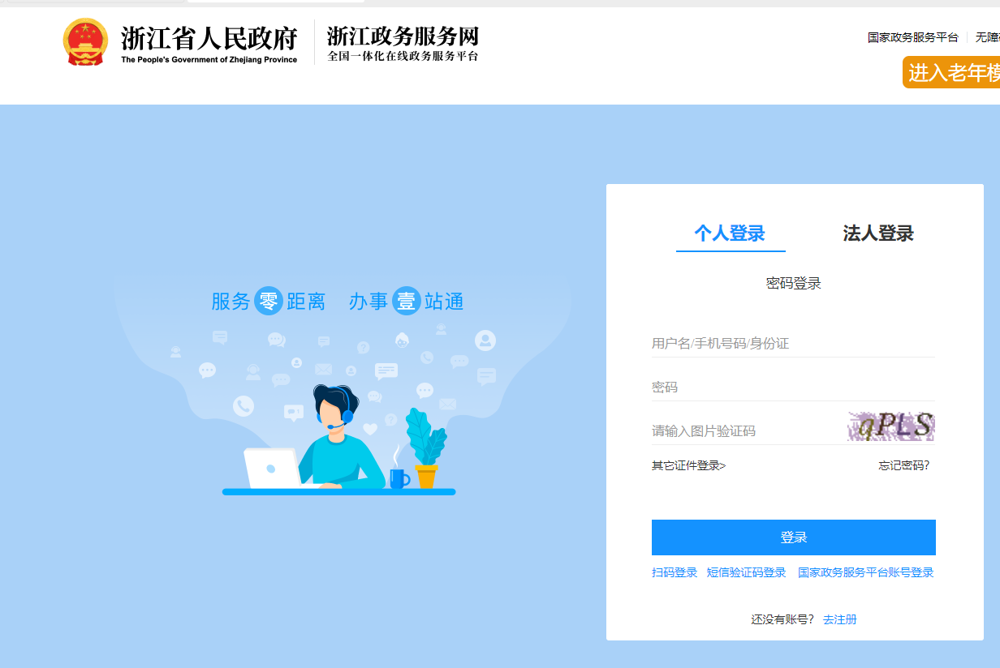 浙江省人民政府
The People's Government of Zhejiang Province
浙江政务服务网
全国一体化在线政务服务平台
国家政务服务平台
无障
进入老年模
服务零距离 办事壹站通
个人登录
法人登录
密码登录
用户名/手机号码/身份证
密码
请输入图片验证码
qPLS
其它证件登录>
忘记密码?
登录
扫码登录 短信验证码登录 国家政务服务平台账号登录
还没有账号? 去注册